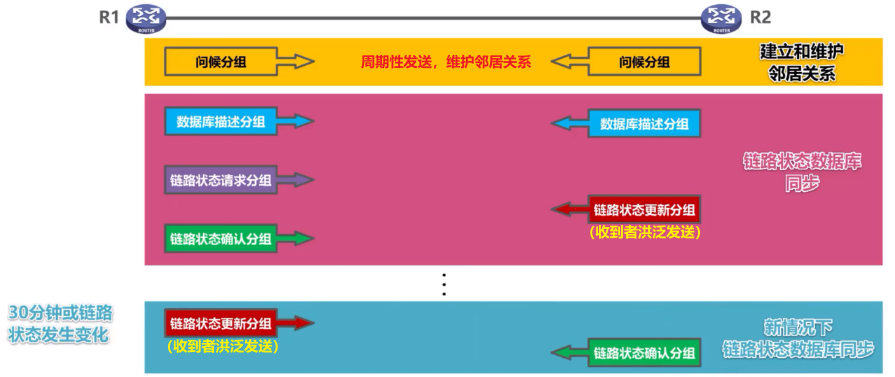 R1
R2
ROUTER
ROUTER
问候分组
周期性发送，维护邻居关系
问候分组
建立和维护
邻居关系
数据库描述分组
数据库描述分组
链路状态数据库
同步
链路状态请求分组
链路状态更新分组
（收到者洪泛发送）
链路状态确认分组
30分钟或链路
状态发生变化
链路状态更新分组
（收到者洪泛发送）
新情况下
链路状态数据库同步
链路状态确认分组